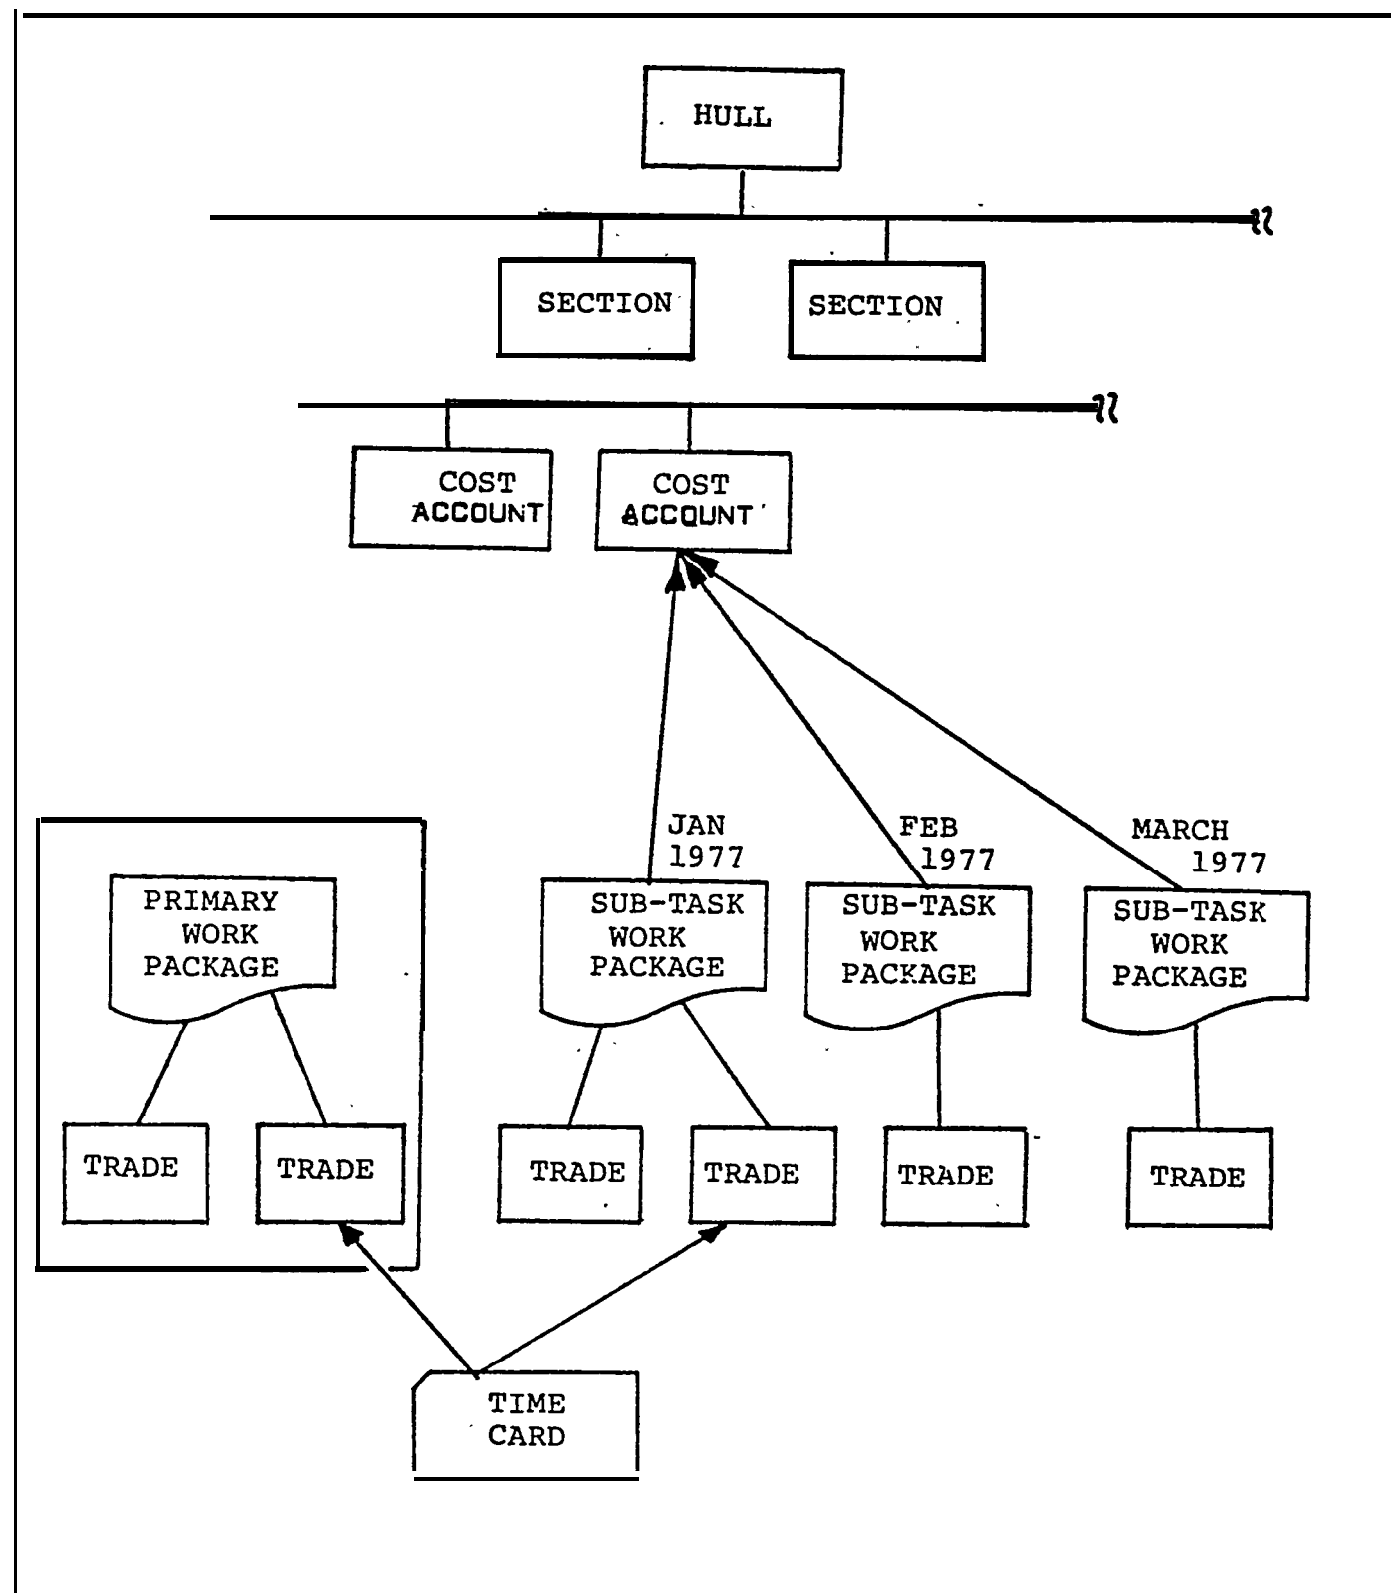 HULL
SECTION
SECTION
COST
ACCOUNT
COST
ACCOUNT
JAN
1977
FEB
1977
MARCH
1977
PRIMARY
WORK
PACKAGE
SUB-TASK
WORK
PACKAGE
SUB-TASK
WORK
PACKAGE
SUB-TASK
WORK
PACKAGE
TRADE
TRADE
TRADE
TRADE
TRADE
TRADE
TIME
CARD